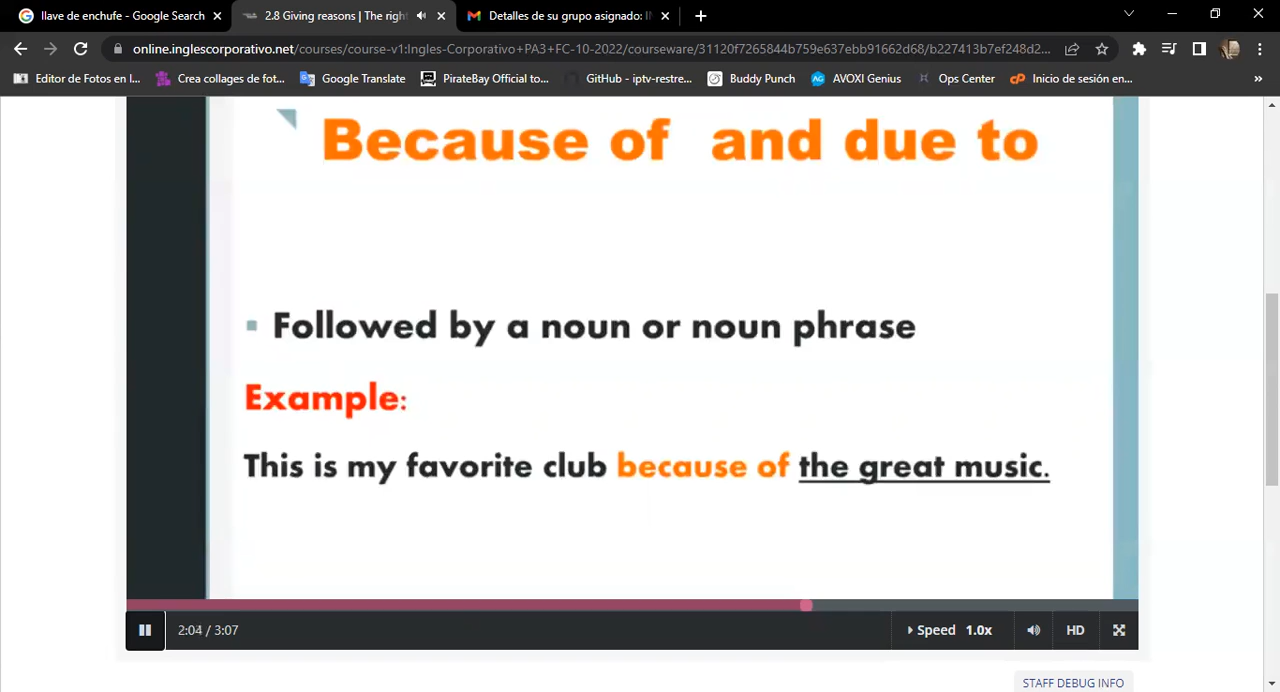 llave de enchufe - Google Search
2.8 Giving reasons | The righ
Detalles de su grupo asignado: I
online.inglescorporativo.net/courses/course-v1:Ingles-Corporativo+PA3+FC-10-2022/courseware/31120f7265844b759e637ebb91662d68/b227413b7ef248d2...
Editor de Fotos en l...
Crea collages de fot...
Google Translate
PirateBay Official to...
GitHub - iptv-restre...
Buddy Punch
AVOXI Genius
Ops Center
Inicio de sesión en...
»
Because of and due to
Followed by a noun or noun phrase
Example:
This is my favorite club because of the great music.
2:04 / 3:07
Speed 1.0x
HD
STAFF DEBUG INFO